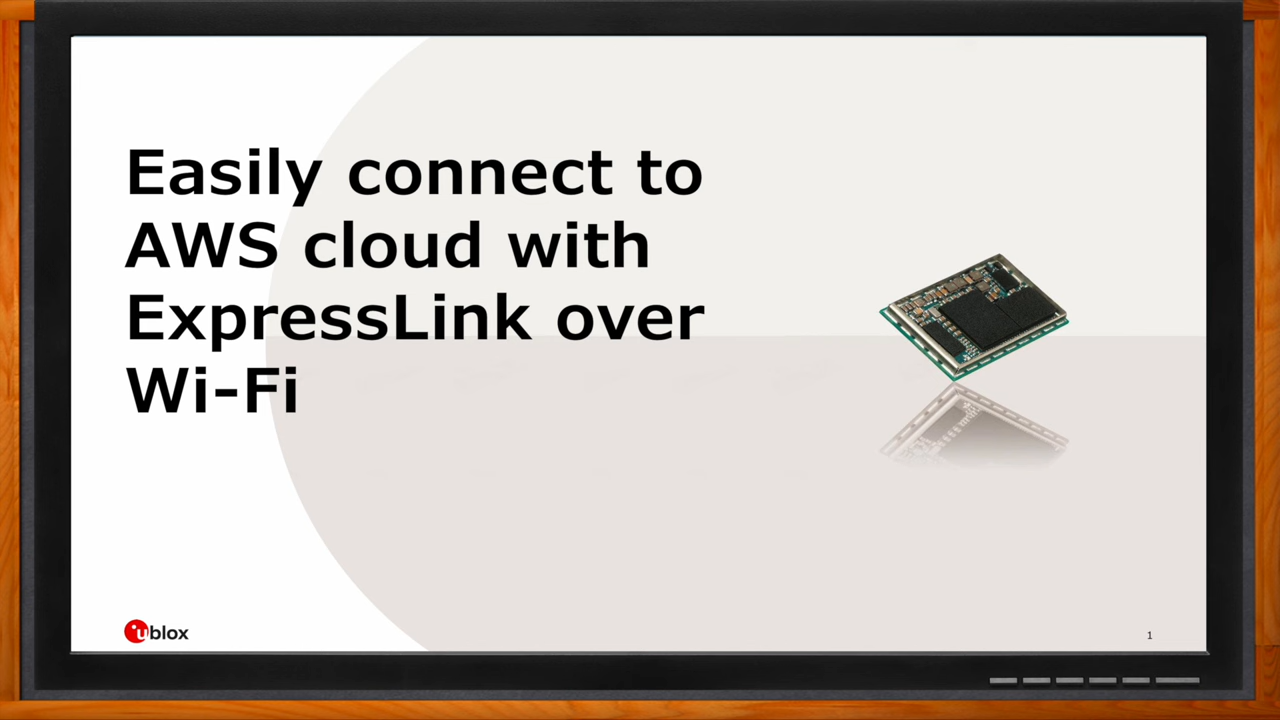 Easily connect to
AWS cloud with
ExpressLink over
Wi-Fi
ublox
1